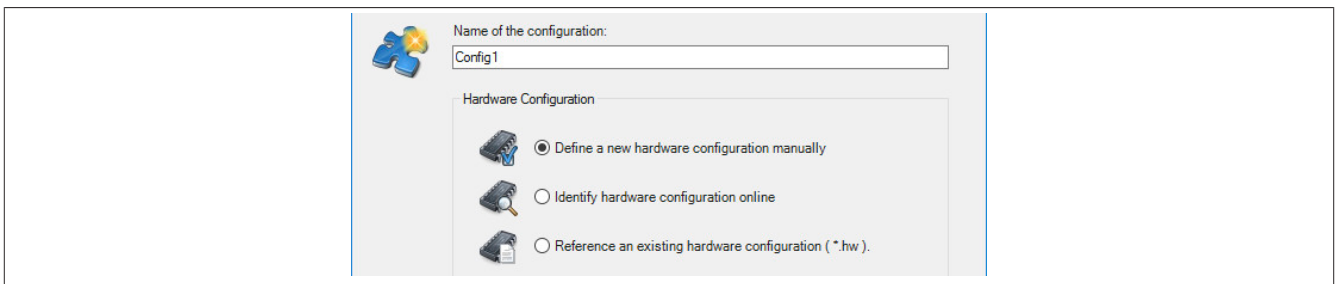 Name of the configuration:
Config1
Hardware Configuration
Define a new hardware configuration manually
Identify hardware configuration online
Reference an existing hardware configuration ( *.hw ).